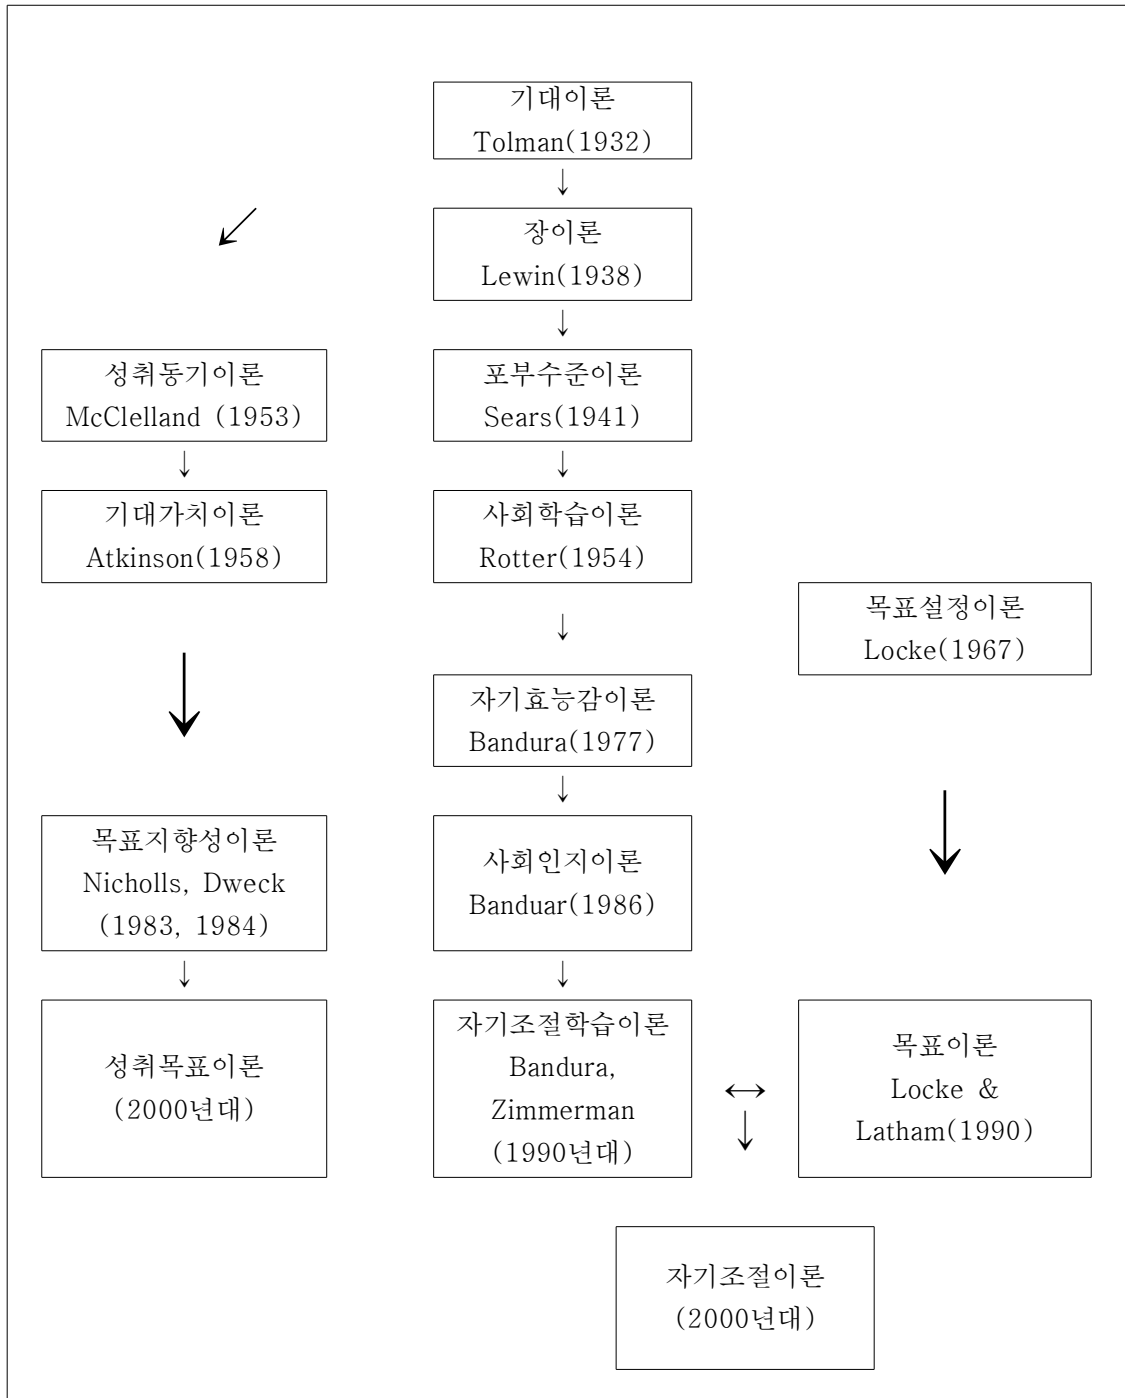 기대이론
Tolman(1932)
↓
↙
장이론
Lewin(1938)
↓
성취동기이론
McClelland (1953)
포부수준이론
Sears(1941)
↓
↓
기대가치이론
Atkinson(1958)
사회학습이론
Rotter(1954)
목표설정이론
Locke(1967)
↓
↓
자기효능감이론
Bandura(1977)
↓
↓
목표지향성이론
Nicholls, Dweck
(1983, 1984)
사회인지이론
Banduar(1986)
↓
↓
성취목표이론
(2000년대)
자기조절학습이론
Bandura,
Zimmerman
(1990년대)
↔
↓
목표이론
Locke &
Latham(1990)
자기조절이론
(2000년대)